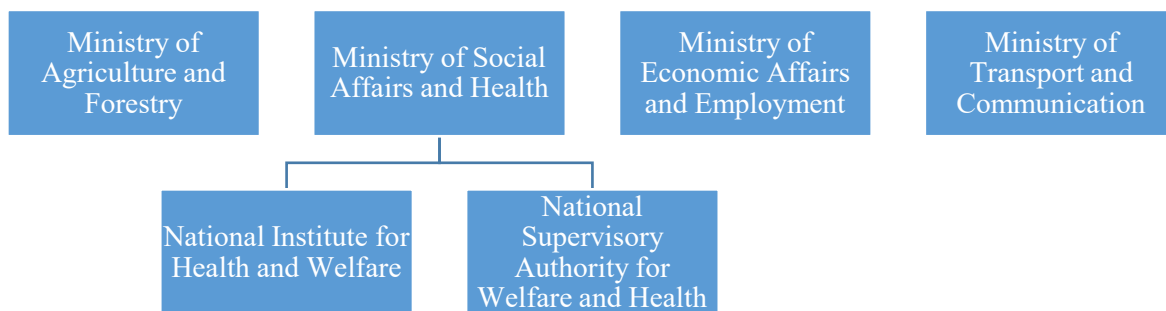 Ministry of
Agriculture and
Forestry
Ministry of Social
Affairs and Health
Ministry of
Economic Affairs
and Employment
Ministry of
Transport and
Communication
National Institute for
Health and Welfare
National
Supervisory
Authority for
Welfare and Health